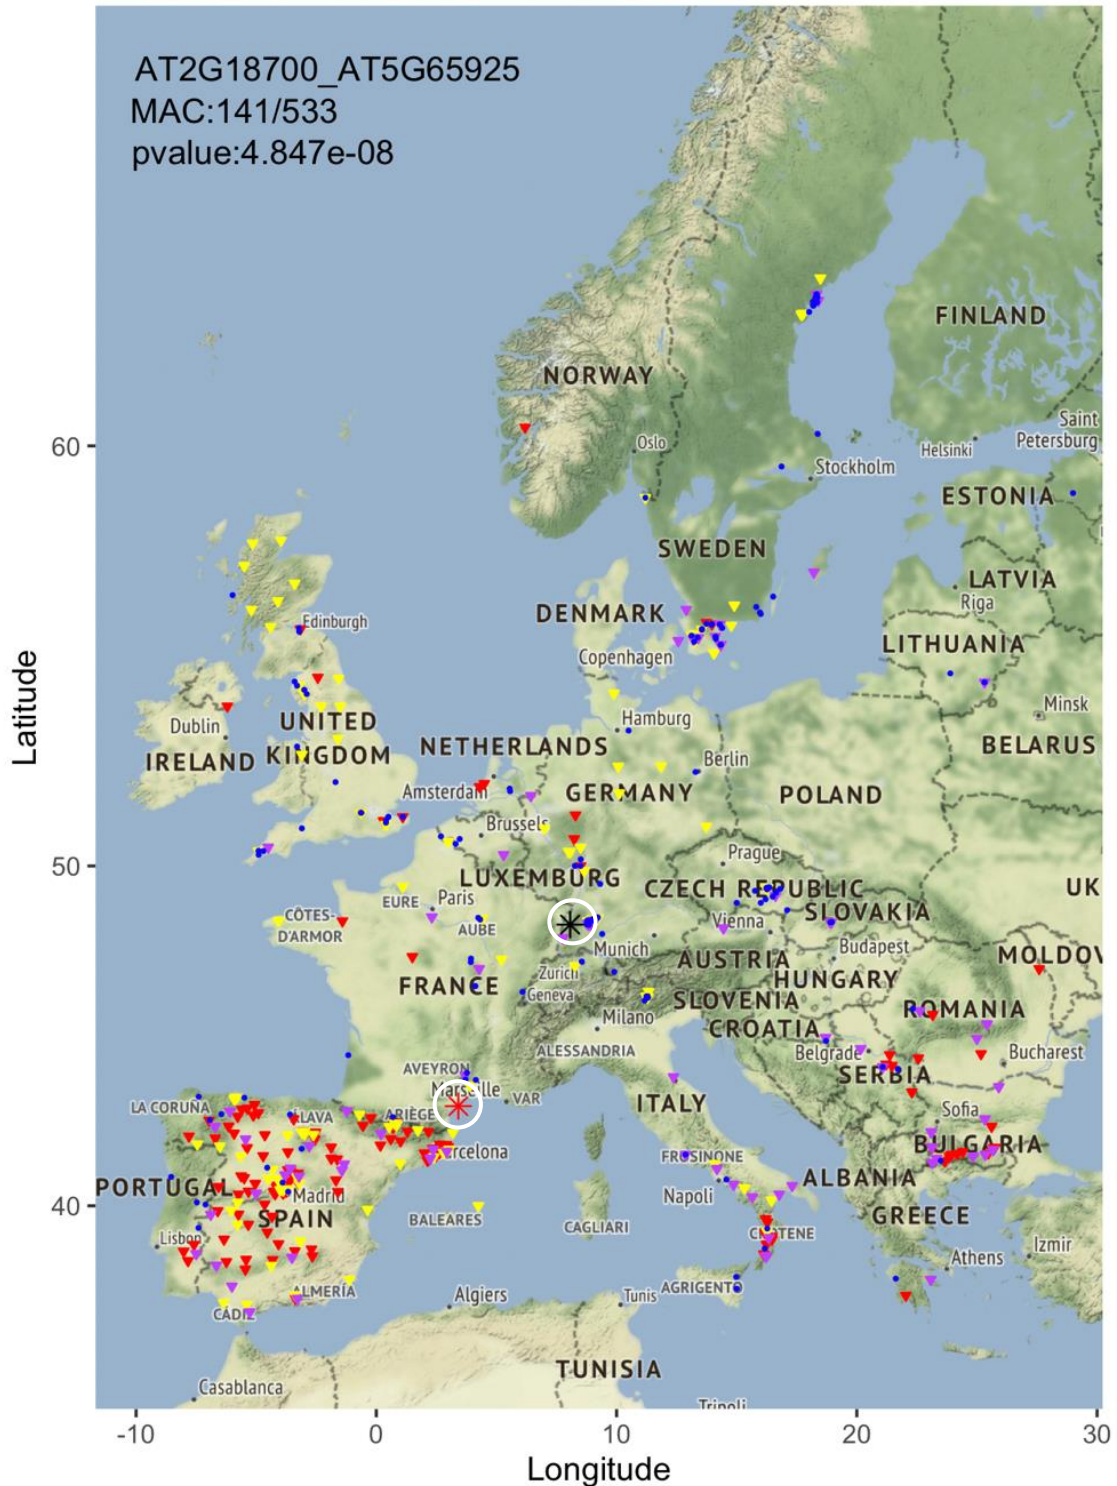 AT2G18700_AT5G65925
MAC:141/533
pvalue:4.847e-08
FINLAND
NORWAY
Saint
Petersburg
60
Oslo
Helsinki
Stockholm
ESTONIA
SWEDEN
LATVIA
Riga
DENMARK
Edinburgh
LITHUANIA
Copenhagen
Minsk
Hamburg
Dublin
UNITED
KINGDOM
IRELAND
NETHERLANDS
BELARUS
Berlin
Amsterdam
GERMANY
POLAND
Brussels
50
Prague
LUXEMBURG
CZECH REPUBLIC
UK
EURE
Paris
CÔTES-
D'ARMOR
AUBE
SLOVAKIA
Vienna
Munich
Budapest
AUSTRIA
MOLDOV
Zurich
FRANCE
HUNGARY
Geneva
SLOVENIA
ROMANIA
Milano
CROATIA
ALESSANDRIA
Belgrade
Bucharest
AVEYRON
SERBIA
Marseille
VAR
LA CORUÑA
ÁLAVA
ARIÈGE
ITALY
Sofia
Barcelona
FROSINONE
BULGARIA
PORTUGAL
Madrid
ALBANIA
Napoli
40
SPAIN
BALEARES
CAGLIARI
GREECE
Lisbon
Izmir
Athens
ALMERÍA
Algiers
Tunis
AGRIGENTO
CÁDIZ
TUNISIA
Casablanca
Tripoli
-10
0
10
20
30
Longitude
Latitude